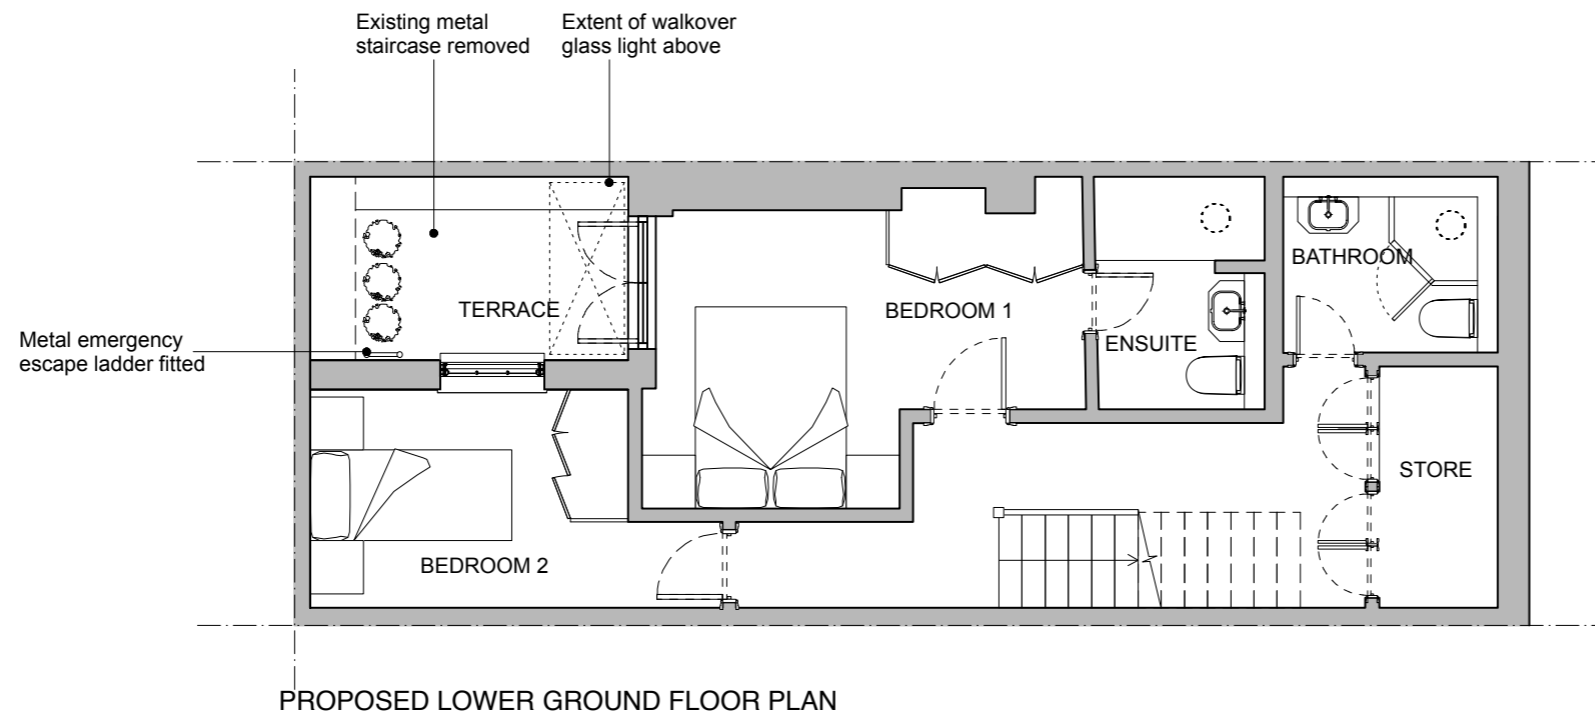 Existing metal
staircase removed
Extent of walkover
glass light above
BATHROOM
TERRACE
BEDROOM 1
Metal emergency
escape ladder fitted
ENSUITE
STORE
BEDROOM 2
PROPOSED LOWER GROUND FLOOR PLAN